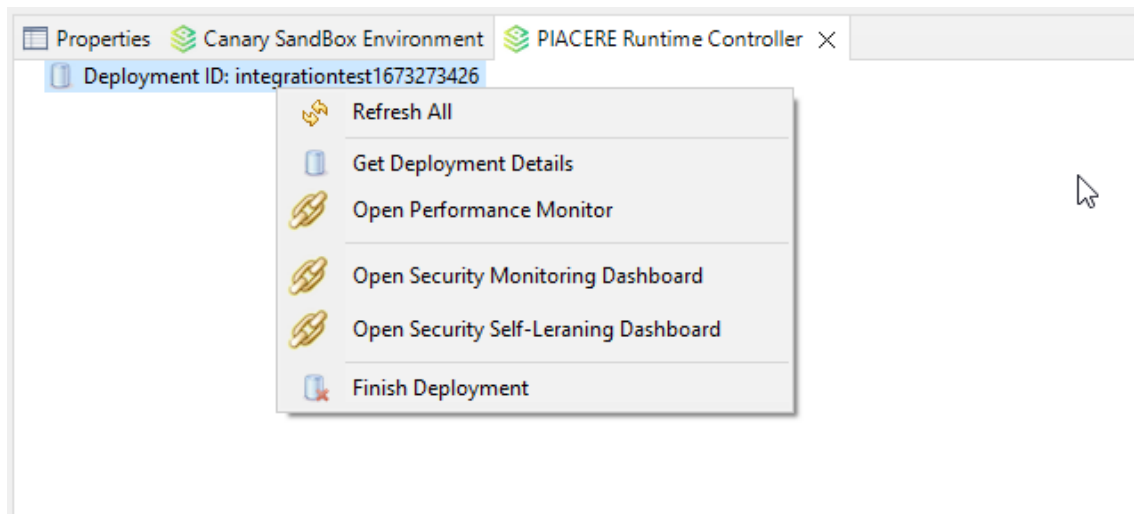 Properties Canary SandBox Environment PIACERE Runtime Controller
Deployment ID: integrationtest1673273426
Refresh All
Get Deployment Details
Open Performance Monitor
Open Security Monitoring Dashboard
Open Security Self-Leraning Dashboard
Finish Deployment